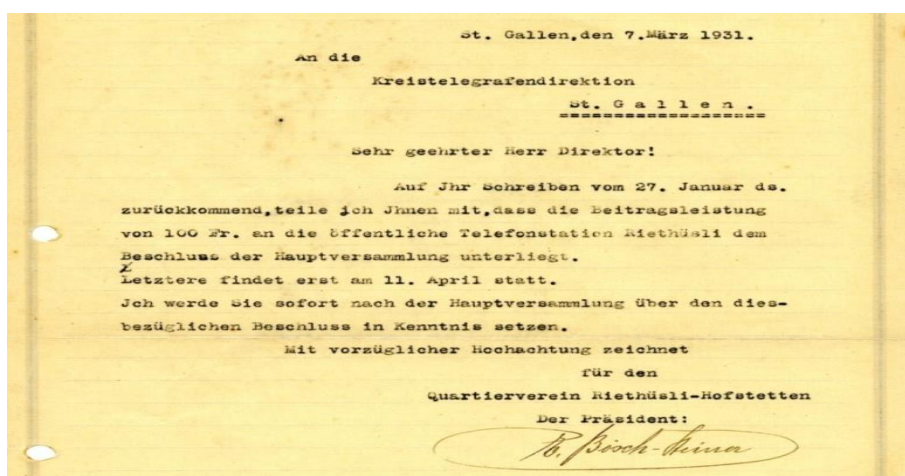 St. Gallen,den 7.März 1931.
An die
Kreistelegrafendirektion
St. G a l l e n .
Sehr geehrter Herr Direktor!
Auf Jhr Schreiben vom 27. Januar ds.
zurückkommend,teile jch Jhnen mit,dass die Beitragsleistung
von 100 Fr. an die öffentliche Telefonstation Riethüsli dem
Beschluss der Hauptversammlung unterliegt.
Letztere findet erst am 11. April statt.
Jch werde Sie sofort nach der Hauptversammlung über den dies-
bezüglichen Beschluss in Kenntnis setzen.
Mit vorzüglicher Hochachtung zeichnet
für den
Quartierverein Riethüsli-Hofstetten
Der Präsident: